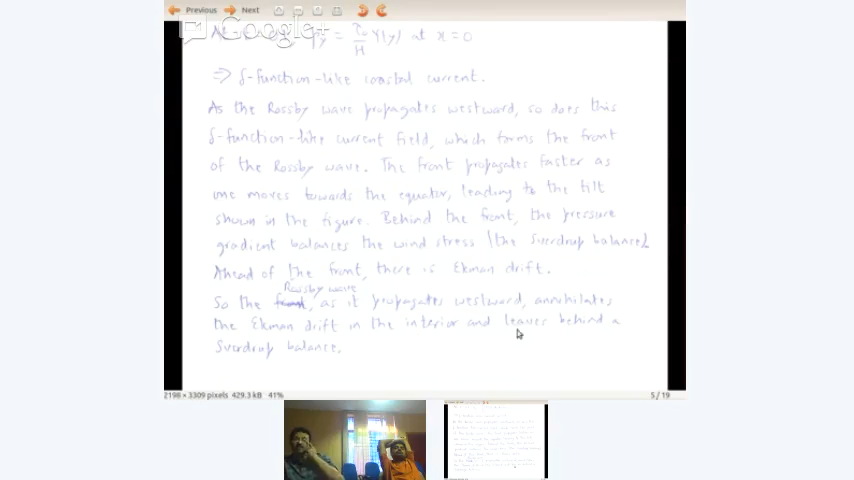 Previous Next
Google+
At Py = τ₀/H Y(y) at x=0
⇒ δ-function-like coastal current.
As the Rossby wave propagates westward, so does this
δ-function-like current field, which forms the front
of the Rossby wave. The front propagates faster as
one moves towards the equator, leading to the tilt
shown in the figure. Behind the front, the pressure
gradient balances the wind stress (the Sverdrup balance).
Ahead of the front, there is Ekman drift.
Rossby wave
So the front, as it propagates westward, annihilates
the Ekman drift in the interior and leaves behind a
Sverdrup balance.
2198 × 3309 pixels 429.3 kB 41% 5 / 19